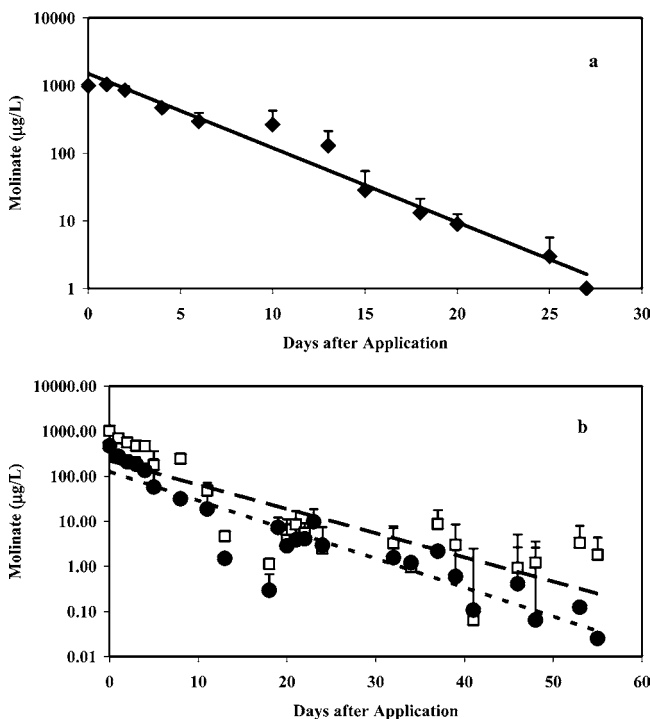 10000
a
1000
100
10
1
Molinate (µg/L)
0 5 10 15 20 25 30
Days after Application
10000.00
b
1000.00
100.00
10.00
1.00
0.10
0.01
Molinate (µg/L)
0 10 20 30 40 50 60
Days after Application